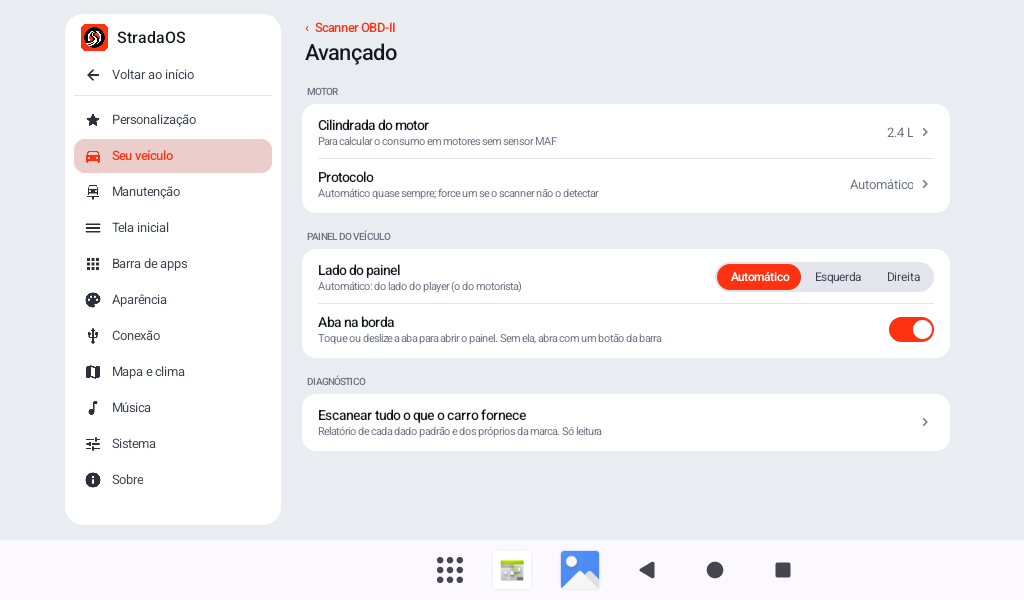 StradaOS
Voltar ao início
Personalização
Seu veículo
Manutenção
Tela inicial
Barra de apps
Aparência
Conexão
Mapa e clima
Música
Sistema
Sobre
‹ Scanner OBD-II
Avançado
MOTOR
Cilindrada do motor
Para calcular o consumo em motores sem sensor MAF
2.4 L
Protocolo
Automático quase sempre; force um se o scanner não o detectar
Automático
PAINEL DO VEÍCULO
Lado do painel
Automático: do lado do player (o do motorista)
Automático Esquerda Direita
Aba na borda
Toque ou deslize a aba para abrir o painel. Sem ela, abra com um botão da barra
DIAGNÓSTICO
Escanear tudo o que o carro fornece
Relatório de cada dado padrão e dos próprios da marca. Só leitura